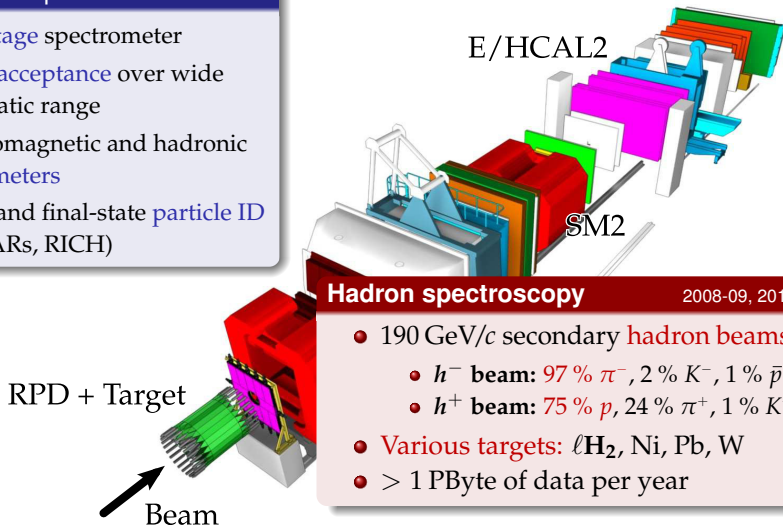 tage spectrometer
acceptance over wide
atic range
omagnetic and hadronic
meters
and final-state particle ID
ARs, RICH)
E/HCAL2
SM2
Hadron spectroscopy 2008-09, 201
• 190 GeV/c secondary hadron beams
• h⁻ beam: 97 % π⁻, 2 % K⁻, 1 % p̄
• h⁺ beam: 75 % p, 24 % π⁺, 1 % K
• Various targets: ℓH₂, Ni, Pb, W
• > 1 PByte of data per year
RPD + Target
Beam